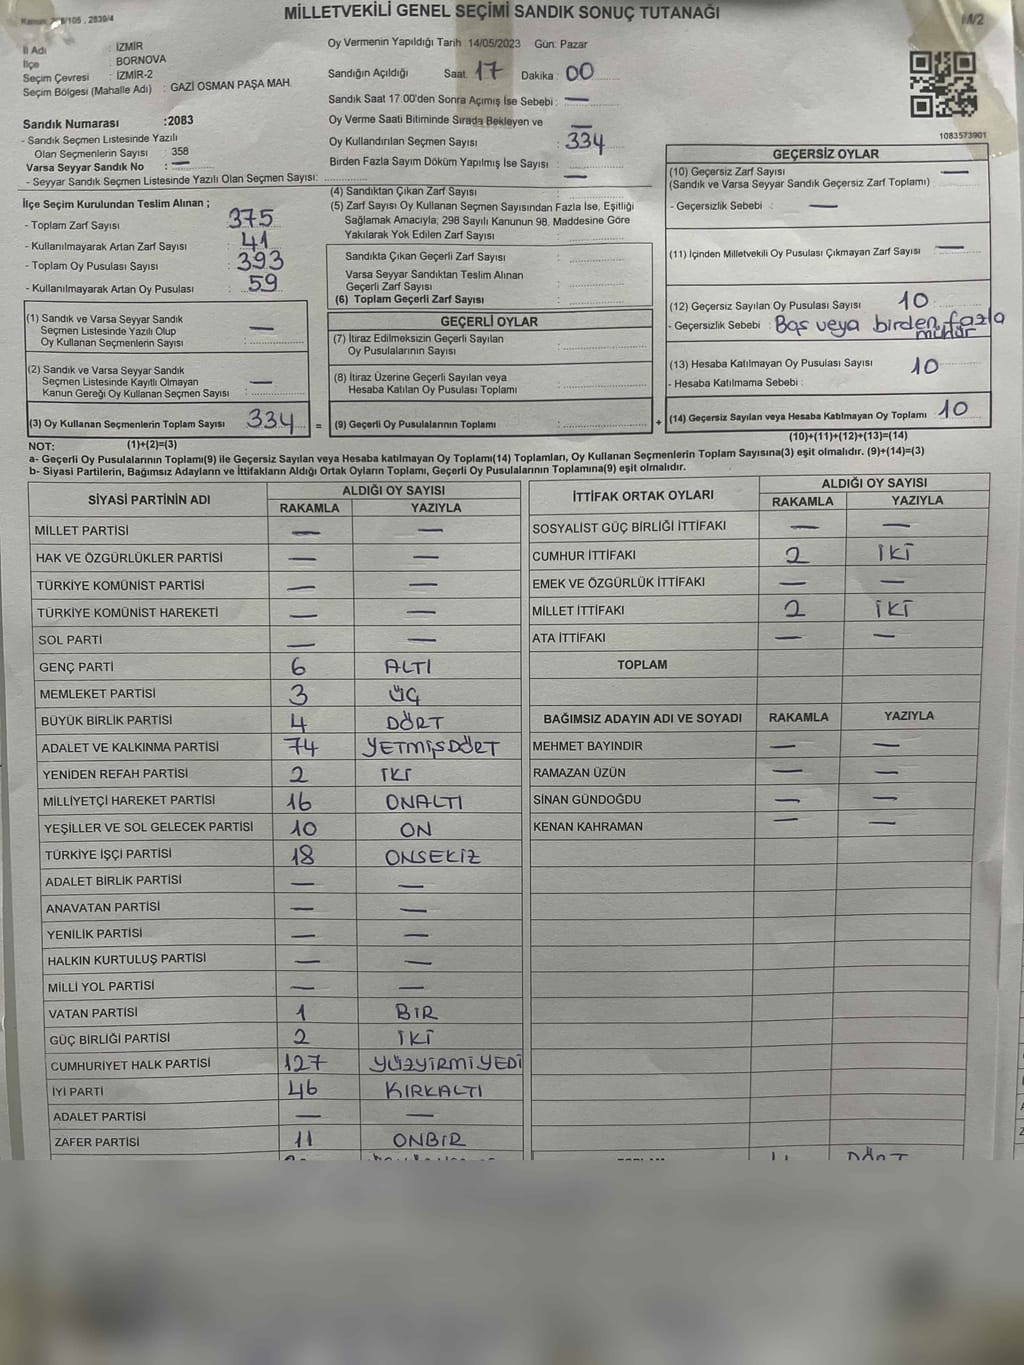 MİLLETVEKİLİ GENEL SEÇİMİ SANDIK SONUÇ TUTANAĞI
İl Adı : İZMİR
İlçe : BORNOVA
Seçim Çevresi : İZMİR-2
Seçim Bölgesi (Mahalle Adı) : GAZİ OSMAN PAŞA MAH.
Sandık Numarası :2083
- Sandık Seçmen Listesinde Yazılı
Olan Seçmenlerin Sayısı : 358
Varsa Seyyar Sandık No : —
- Seyyar Sandık Seçmen Listesinde Yazılı Olan Seçmen Sayısı:
Oy Vermenin Yapıldığı Tarih :14/05/2023 Gün: Pazar
Sandığın Açıldığı Saat: 17 Dakika : 00
Sandık Saat 17.00'den Sonra Açımış İse Sebebi : —
Oy Verme Saati Bitiminde Sırada Bekleyen ve —
Oy Kullandırılan Seçmen Sayısı : 334
Birden Fazla Sayım Döküm Yapılmış İse Sayısı : —
1083573901
İlçe Seçim Kurulundan Teslim Alınan ;
- Toplam Zarf Sayısı : 375
- Kullanılmayarak Artan Zarf Sayısı : 41
- Toplam Oy Pusulası Sayısı : 393
- Kullanılmayarak Artan Oy Pusulası : 59
(1) Sandık ve Varsa Seyyar Sandık
Seçmen Listesinde Yazılı Olup —
Oy Kullanan Seçmenlerin Sayısı :
(2) Sandık ve Varsa Seyyar Sandık
Seçmen Listesinde Kayıtlı Olmayan —
Kanun Gereği Oy Kullanan Seçmen Sayısı :
(3) Oy Kullanan Seçmenlerin Toplam Sayısı : 334 =
(4) Sandıktan Çıkan Zarf Sayısı :
(5) Zarf Sayısı Oy Kullanan Seçmen Sayısından Fazla İse, Eşitliği
Sağlamak Amacıyla; 298 Sayılı Kanunun 98. Maddesine Göre
Yakılarak Yok Edilen Zarf Sayısı :
Sandıkta Çıkan Geçerli Zarf Sayısı :
Varsa Seyyar Sandıktan Teslim Alınan
Geçerli Zarf Sayısı :
(6) Toplam Geçerli Zarf Sayısı :
GEÇERLİ OYLAR
(7) İtiraz Edilmeksizin Geçerli Sayılan
Oy Pusulalarının Sayısı :
(8) İtiraz Üzerine Geçerli Sayılan veya
Hesaba Katılan Oy Pusulası Toplamı :
(9) Geçerli Oy Pusulalarının Toplamı : +
GEÇERSİZ OYLAR
(10) Geçersiz Zarf Sayısı —
(Sandık ve Varsa Seyyar Sandık Geçersiz Zarf Toplamı) :
- Geçersizlik Sebebi : —
(11) İçinden Milletvekili Oy Pusulası Çıkmayan Zarf Sayısı : —
(12) Geçersiz Sayılan Oy Pusulası Sayısı : 10
- Geçersizlik Sebebi : Boş veya birden fazla
mühür
(13) Hesaba Katılmayan Oy Pusulası Sayısı : 10
- Hesaba Katılmama Sebebi :
(14) Geçersiz Sayılan veya Hesaba Katılmayan Oy Toplamı : 10
NOT: (1)+(2)=(3) (10)+(11)+(12)+(13)=(14)
a- Geçerli Oy Pusulalarının Toplamı(9) ile Geçersiz Sayılan veya Hesaba katılmayan Oy Toplamı(14) Toplamları, Oy Kullanan Seçmenlerin Toplam Sayısına(3) eşit olmalıdır. (9)+(14)=(3)
b- Siyasi Partilerin, Bağımsız Adayların ve İttifakların Aldığı Ortak Oyların Toplamı, Geçerli Oy Pusulalarının Toplamına(9) eşit olmalıdır.
SİYASİ PARTİNİN ADI ALDIĞI OY SAYISI
RAKAMLA YAZIYLA
MİLLET PARTİSİ — —
HAK VE ÖZGÜRLÜKLER PARTİSİ — —
TÜRKİYE KOMÜNİST PARTİSİ — —
TÜRKİYE KOMÜNİST HAREKETİ — —
SOL PARTİ — —
GENÇ PARTİ 6 ALTI
MEMLEKET PARTİSİ 3 ÜÇ
BÜYÜK BİRLİK PARTİSİ 4 DÖRT
ADALET VE KALKINMA PARTİSİ 74 YETMİŞDÖRT
YENİDEN REFAH PARTİSİ 2 İKİ
MİLLİYETÇİ HAREKET PARTİSİ 16 ONALTI
YEŞİLLER VE SOL GELECEK PARTİSİ 10 ON
TÜRKİYE İŞÇİ PARTİSİ 18 ONSEKİZ
ADALET BİRLİK PARTİSİ — —
ANAVATAN PARTİSİ — —
YENİLİK PARTİSİ — —
HALKIN KURTULUŞ PARTİSİ — —
MİLLİ YOL PARTİSİ — —
VATAN PARTİSİ 1 BİR
GÜÇ BİRLİĞİ PARTİSİ 2 İKİ
CUMHURİYET HALK PARTİSİ 127 YÜZYİRMİYEDİ
İYİ PARTİ 46 KIRKALTI
ADALET PARTİSİ — —
ZAFER PARTİSİ 11 ONBİR
İTTİFAK ORTAK OYLARI ALDIĞI OY SAYISI
RAKAMLA YAZIYLA
SOSYALİST GÜÇ BİRLİĞİ İTTİFAKI — —
CUMHUR İTTİFAKI 2 İKİ
EMEK VE ÖZGÜRLÜK İTTİFAKI — —
MİLLET İTTİFAKI 2 İKİ
ATA İTTİFAKI — —
TOPLAM
BAĞIMSIZ ADAYIN ADI VE SOYADI RAKAMLA YAZIYLA
MEHMET BAYINDIR — —
RAMAZAN ÜZÜN — —
SİNAN GÜNDOĞDU — —
KENAN KAHRAMAN — —
DÖRT